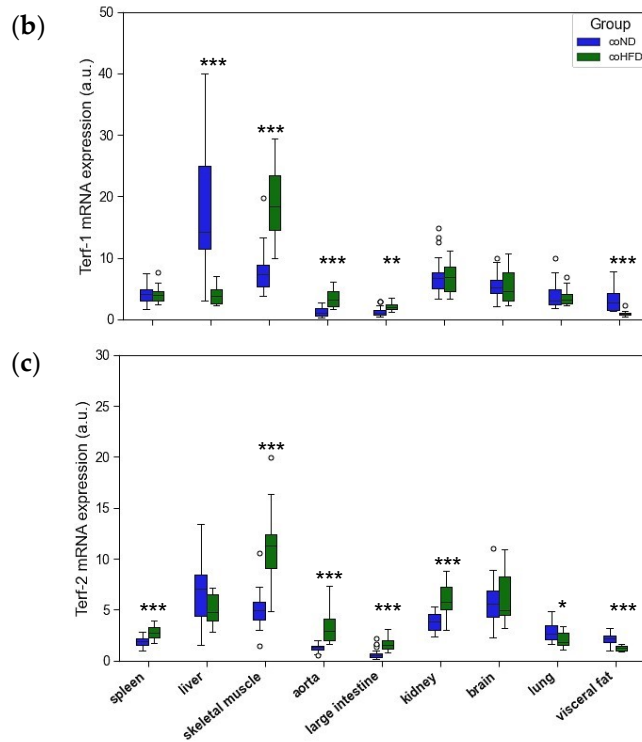 (b)
Terf-1 mRNA expression (a.u.)
50
40
30
20
10
0
Group
coND
coHFD
***
***
***
**
***
(c)
Terf-2 mRNA expression (a.u.)
30
25
20
15
10
5
0
***
***
***
***
***
*
***
spleen
liver
skeletal muscle
aorta
large intestine
kidney
brain
lung
visceral fat